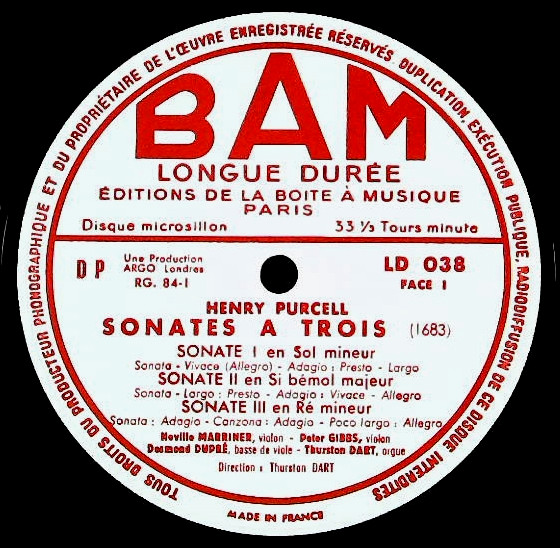 TOUS DROITS DU PRODUCTEUR PHONOGRAPHIQUE ET DU PROPRIÉTAIRE DE L'ŒUVRE ENREGISTRÉE RÉSERVÉS. DUPLICATION, EXÉCUTION PUBLIQUE, RADIODIFFUSION DE CE DISQUE INTERDITES
BAM
LONGUE DURÉE
ÉDITIONS DE LA BOITE À MUSIQUE
PARIS
Disque microsillon 33 ⅓ Tours minute
DP Une Production LD 038
ARGO Londres
RG. 84-1 FACE 1
HENRY PURCELL
SONATES A TROIS (1683)
SONATE I en Sol mineur
Sonata - Vivace (Allegro) - Adagio : Presto - Largo
SONATE II en Si bémol majeur
Sonata - Largo : Presto - Adagio : Vivace - Allegro
SONATE III en Ré mineur
Sonata : Adagio - Canzona : Adagio - Poco largo : Allegro
Neville MARRINER, violon - Peter GIBBS, violon
Desmond DUPRÉ, basse de viole - Thurston DART, orgue
Direction : Thurston DART
MADE IN FRANCE